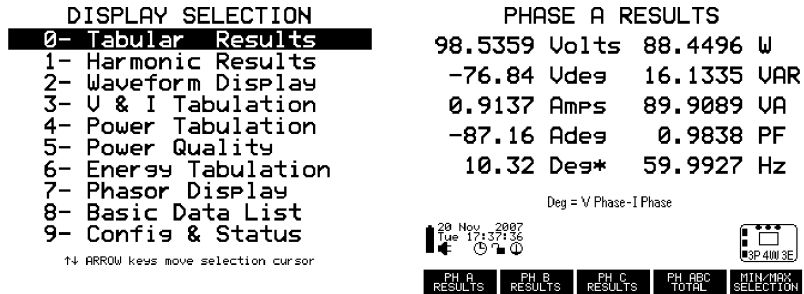 DISPLAY SELECTION
0- Tabular Results
1- Harmonic Results
2- Waveform Display
3- V & I Tabulation
4- Power Tabulation
5- Power Quality
6- Energy Tabulation
7- Phasor Display
8- Basic Data List
9- Config & Status
↑↓ ARROW keys move selection cursor
PHASE A RESULTS
98.5359 Volts 88.4496 W
-76.84 Vdeg 16.1335 VAR
0.9137 Amps 89.9089 VA
-87.16 Adeg 0.9838 PF
10.32 Deg* 59.9927 Hz
Deg = V Phase-I Phase
20 Nov 2007
Tue 17:37:36
3P 4W 3E
PH A RESULTS
PH B RESULTS
PH C RESULTS
PH ABC TOTAL
MIN/MAX SELECTION